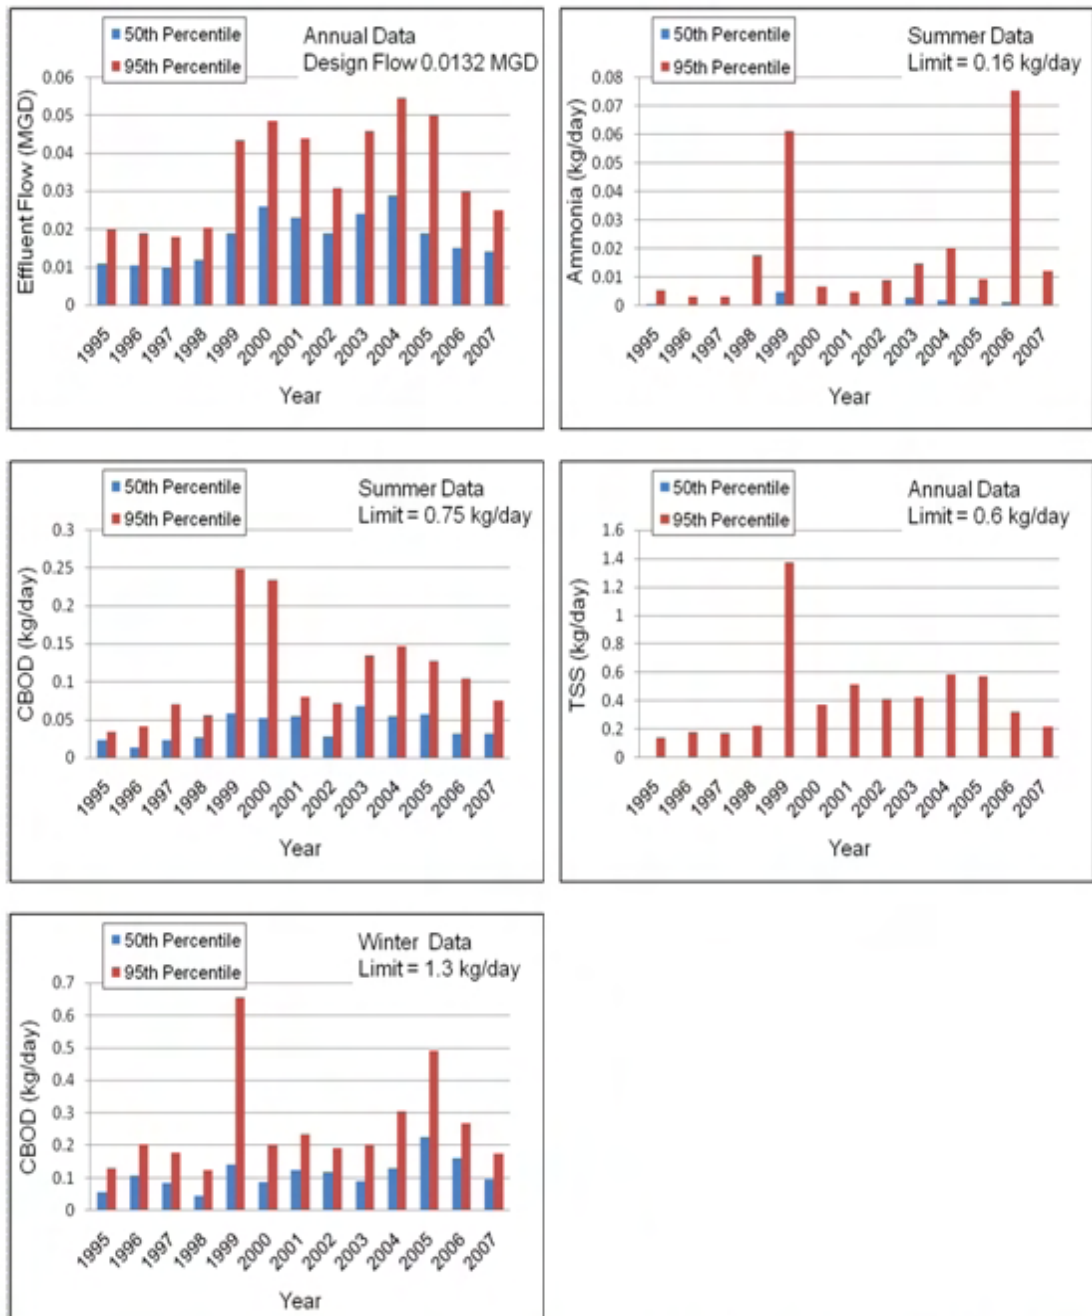 50th Percentile
95th Percentile
Annual Data
Design Flow 0.0132 MGD
Effluent Flow (MGD)
0.06
0.05
0.04
0.03
0.02
0.01
0
1995 1996 1997 1998 1999 2000 2001 2002 2003 2004 2005 2006 2007
Year
50th Percentile
95th Percentile
Summer Data
Limit = 0.16 kg/day
Ammonia (kg/day)
0.08
0.07
0.06
0.05
0.04
0.03
0.02
0.01
0
1995 1996 1997 1998 1999 2000 2001 2002 2003 2004 2005 2006 2007
Year
50th Percentile
95th Percentile
Summer Data
Limit = 0.75 kg/day
CBOD (kg/day)
0.3
0.25
0.2
0.15
0.1
0.05
0
1995 1996 1997 1998 1999 2000 2001 2002 2003 2004 2005 2006 2007
Year
50th Percentile
95th Percentile
Annual Data
Limit = 0.6 kg/day
TSS (kg/day)
1.6
1.4
1.2
1
0.8
0.6
0.4
0.2
0
1995 1996 1997 1998 1999 2000 2001 2002 2003 2004 2005 2006 2007
Year
50th Percentile
95th Percentile
Winter Data
Limit = 1.3 kg/day
CBOD (kg/day)
0.7
0.6
0.5
0.4
0.3
0.2
0.1
0
1995 1996 1997 1998 1999 2000 2001 2002 2003 2004 2005 2006 2007
Year